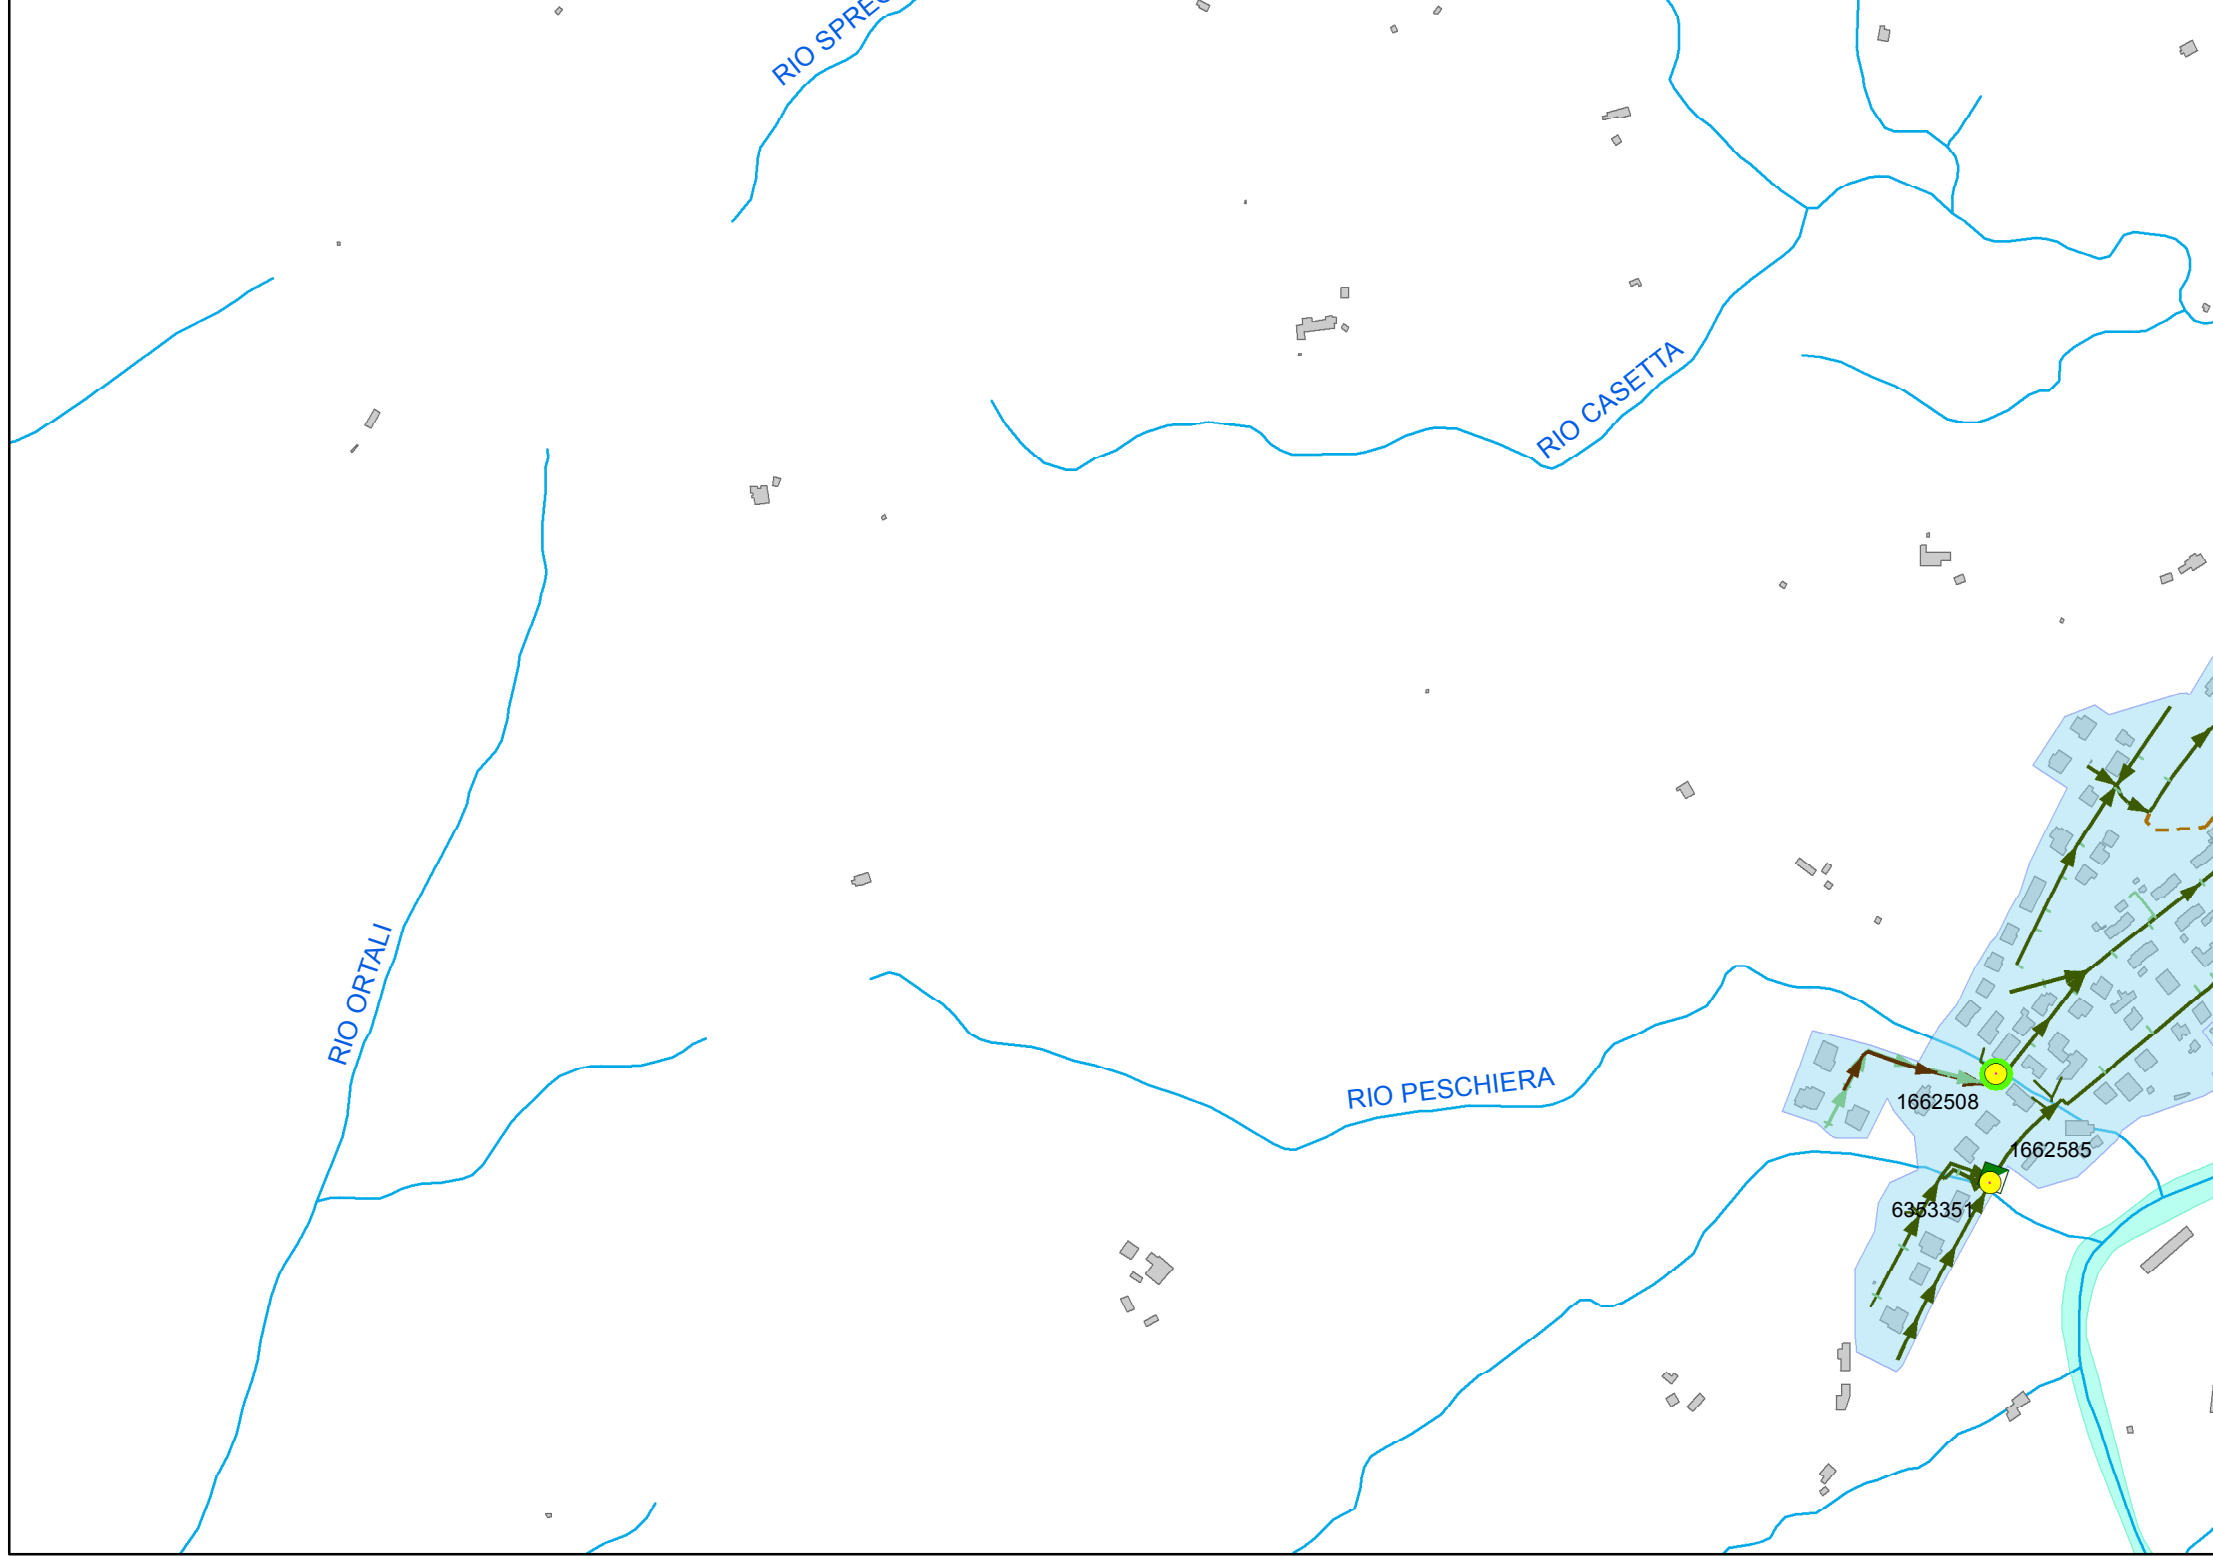 RIO CASETTA
RIO ORTALI
RIO PESCHIERA
1662508
1662585
6353351